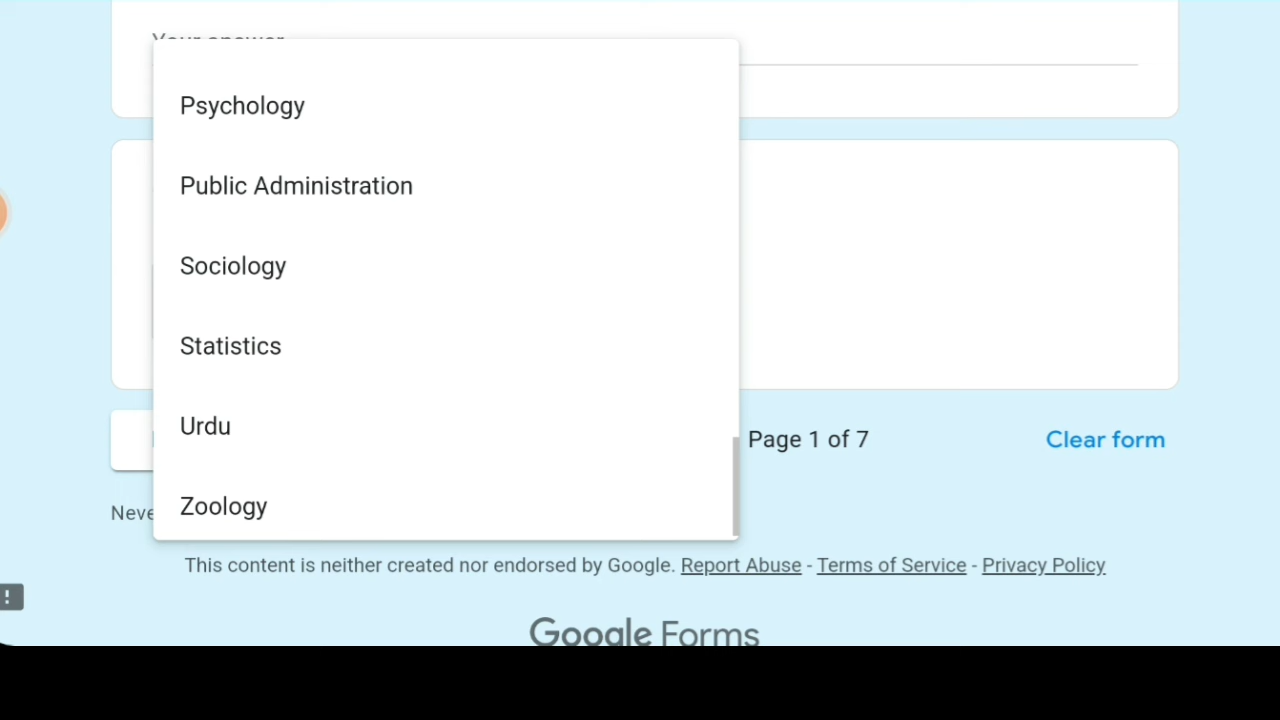 Psychology
Public Administration
Sociology
Statistics
Urdu
Page 1 of 7
Clear form
Zoology
This content is neither created nor endorsed by Google. Report Abuse - Terms of Service - Privacy Policy
Google Forms
!